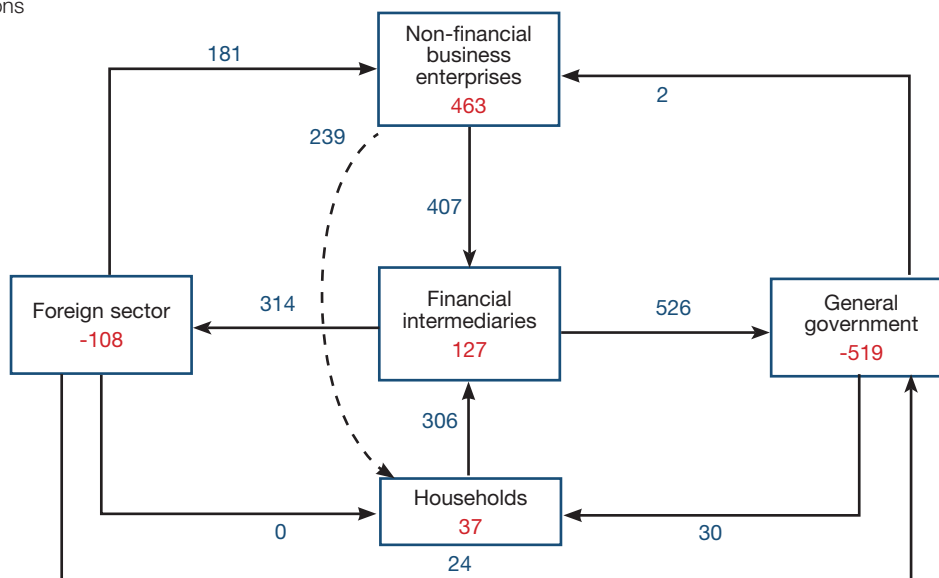 ons
Non-financial
business
enterprises
463
181
2
239
407
Foreign sector
-108
314
Financial
intermediaries
127
526
General
government
-519
306
Households
37
0
30
24